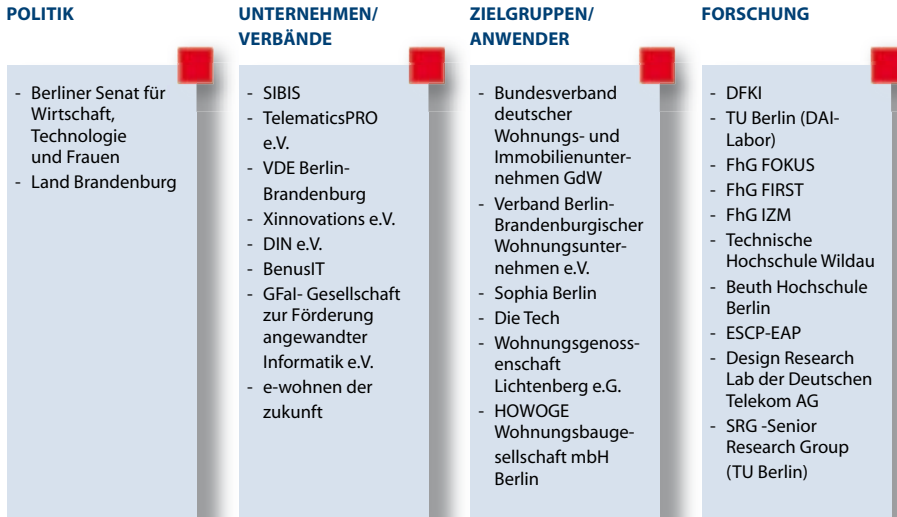 POLITIK
- Berliner Senat für
Wirtschaft,
Technologie
und Frauen
- Land Brandenburg
UNTERNEHMEN/
VERBÄNDE
- SIBIS
- TelematicsPRO
e.V.
- VDE Berlin-
Brandenburg
- Xinnovations e.V.
- DIN e.V.
- BenusIT
- GFaI- Gesellschaft
zur Förderung
angewandter
Informatik e.V.
- e-wohnen der
zukunft
ZIELGRUPPEN/
ANWENDER
- Bundesverband
deutscher
Wohnungs- und
Immobilienunter-
nehmen GdW
- Verband Berlin-
Brandenburgischer
Wohnungsunter-
nehmen e.V.
- Sophia Berlin
- Die Tech
- Wohnungsgenoss-
enschaft
Lichtenberg e.G.
- HOWOGE
Wohnungsbauge-
sellschaft mbH
Berlin
FORSCHUNG
- DFKI
- TU Berlin (DAI-
Labor)
- FhG FOKUS
- FhG FIRST
- FhG IZM
- Technische
Hochschule Wildau
- Beuth Hochschule
Berlin
- ESCP-EAP
- Design Research
Lab der Deutschen
Telekom AG
- SRG -Senior
Research Group
(TU Berlin)